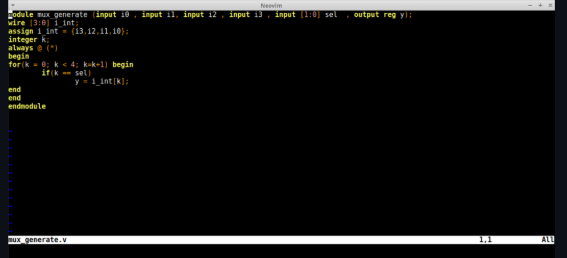 Neovim
module mux_generate (input i0 , input i1, input i2 , input i3 , input [1:0] sel  , output reg y);
wire [3:0] i_int;
assign i_int = {i3,i2,i1,i0};
integer k;
always @ (*)
begin
for(k = 0; k < 4; k=k+1) begin
        if(k == sel)
                y = i_int[k];
end
end
endmodule
mux_generate.v 1,1 All